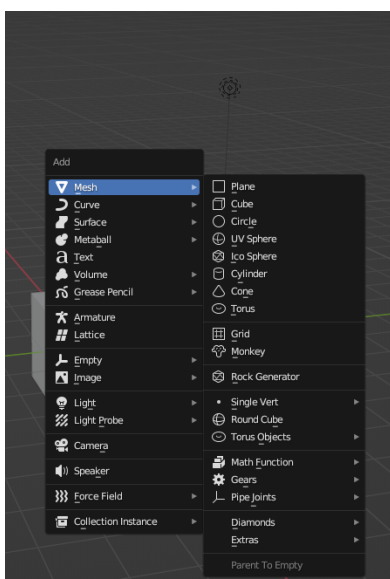 Add
Mesh
Curve
Surface
Metaball
Text
Volume
Grease Pencil
Armature
Lattice
Empty
Image
Light
Light Probe
Camera
Speaker
Force Field
Collection Instance
Plane
Cube
Circle
UV Sphere
Ico Sphere
Cylinder
Cone
Torus
Grid
Monkey
Rock Generator
Single Vert
Round Cube
Torus Objects
Math Function
Gears
Pipe Joints
Diamonds
Extras
Parent To Empty